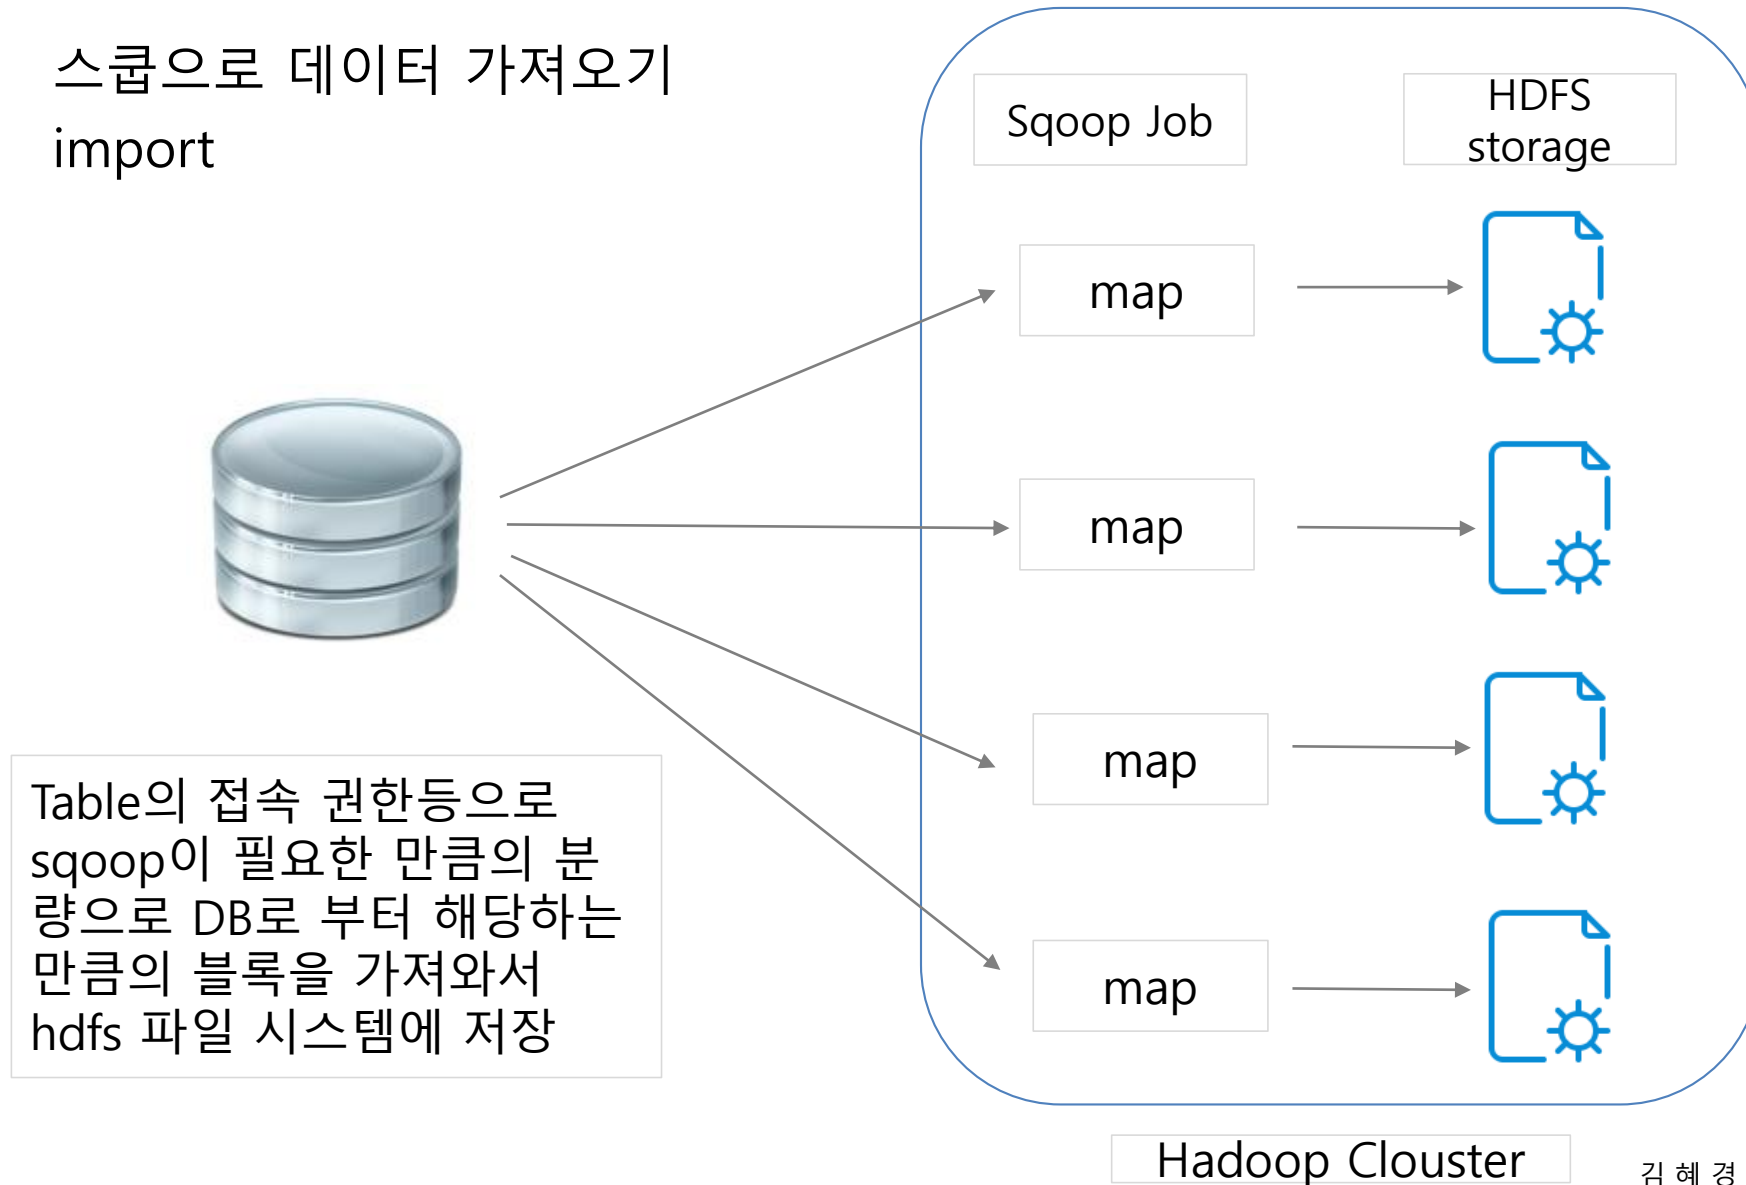 스쿱으로 데이터 가져오기
import
Sqoop Job
HDFS
storage
map
map
map
map
Table의 접속 권한등으로
sqoop이 필요한 만큼의 분
량으로 DB로 부터 해당하는
만큼의 블록을 가져와서
hdfs 파일 시스템에 저장
Hadoop Clouster
김 혜 경